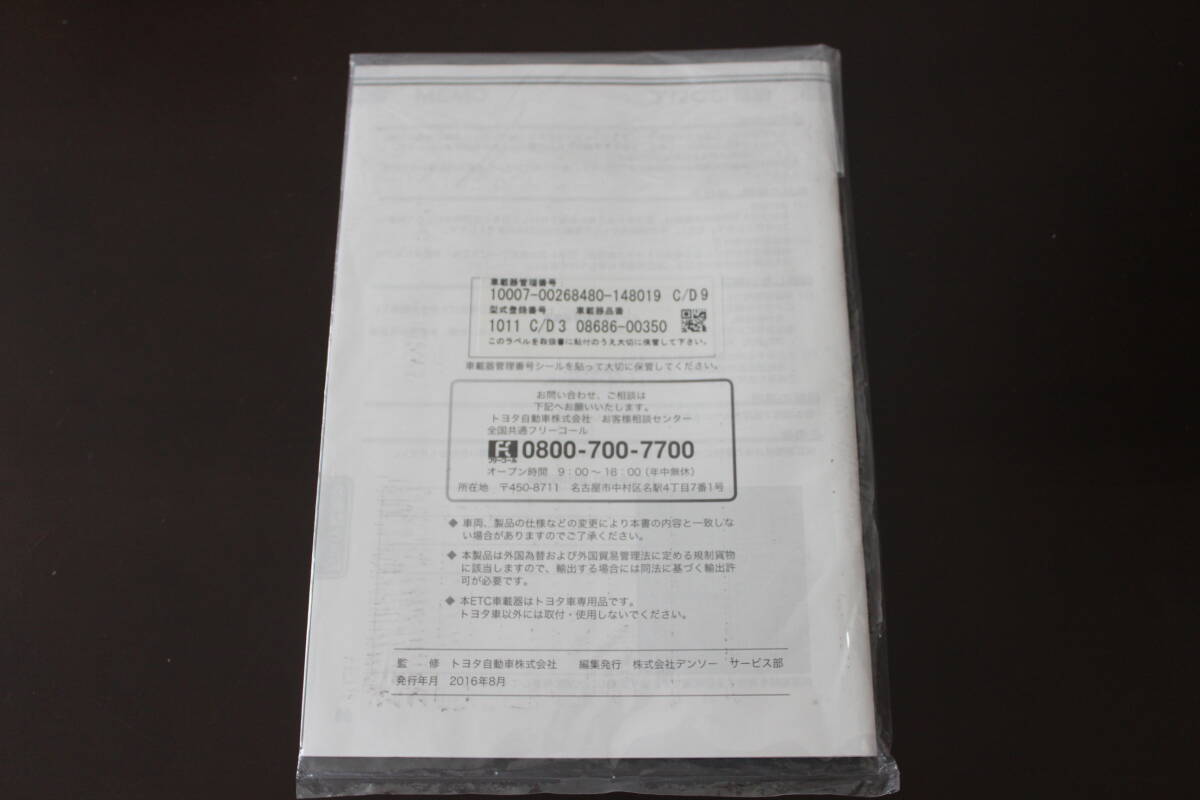 車載器管理番号
10007-00268480-148019 C/D 9
型式登録番号 車載器品番
1011 C/D 3 08686-00350
このラベルを取扱書に貼付のうえ大切に保管して下さい。
車載器管理番号シールを貼って大切に保管してください。
お問い合わせ、ご相談は
下記へお願いいたします。
トヨタ自動車株式会社 お客様相談センター
全国共通フリーコール
フリーコール 0800-700-7700
オープン時間 9:00〜18:00（年中無休）
所在地 〒450-8711 名古屋市中村区名駅4丁目7番1号
◆ 車両、製品の仕様などの変更により本書の内容と一致しな
い場合がありますのでご了承ください。
◆ 本製品は外国為替および外国貿易管理法に定める規制貨物
に該当しますので、輸出する場合には同法に基づく輸出許
可が必要です。
◆ 本ETC車載器はトヨタ車専用品です。
トヨタ車以外には取付・使用しないでください。
監 修 トヨタ自動車株式会社 編集発行 株式会社デンソー サービス部
発行年月 2016年8月